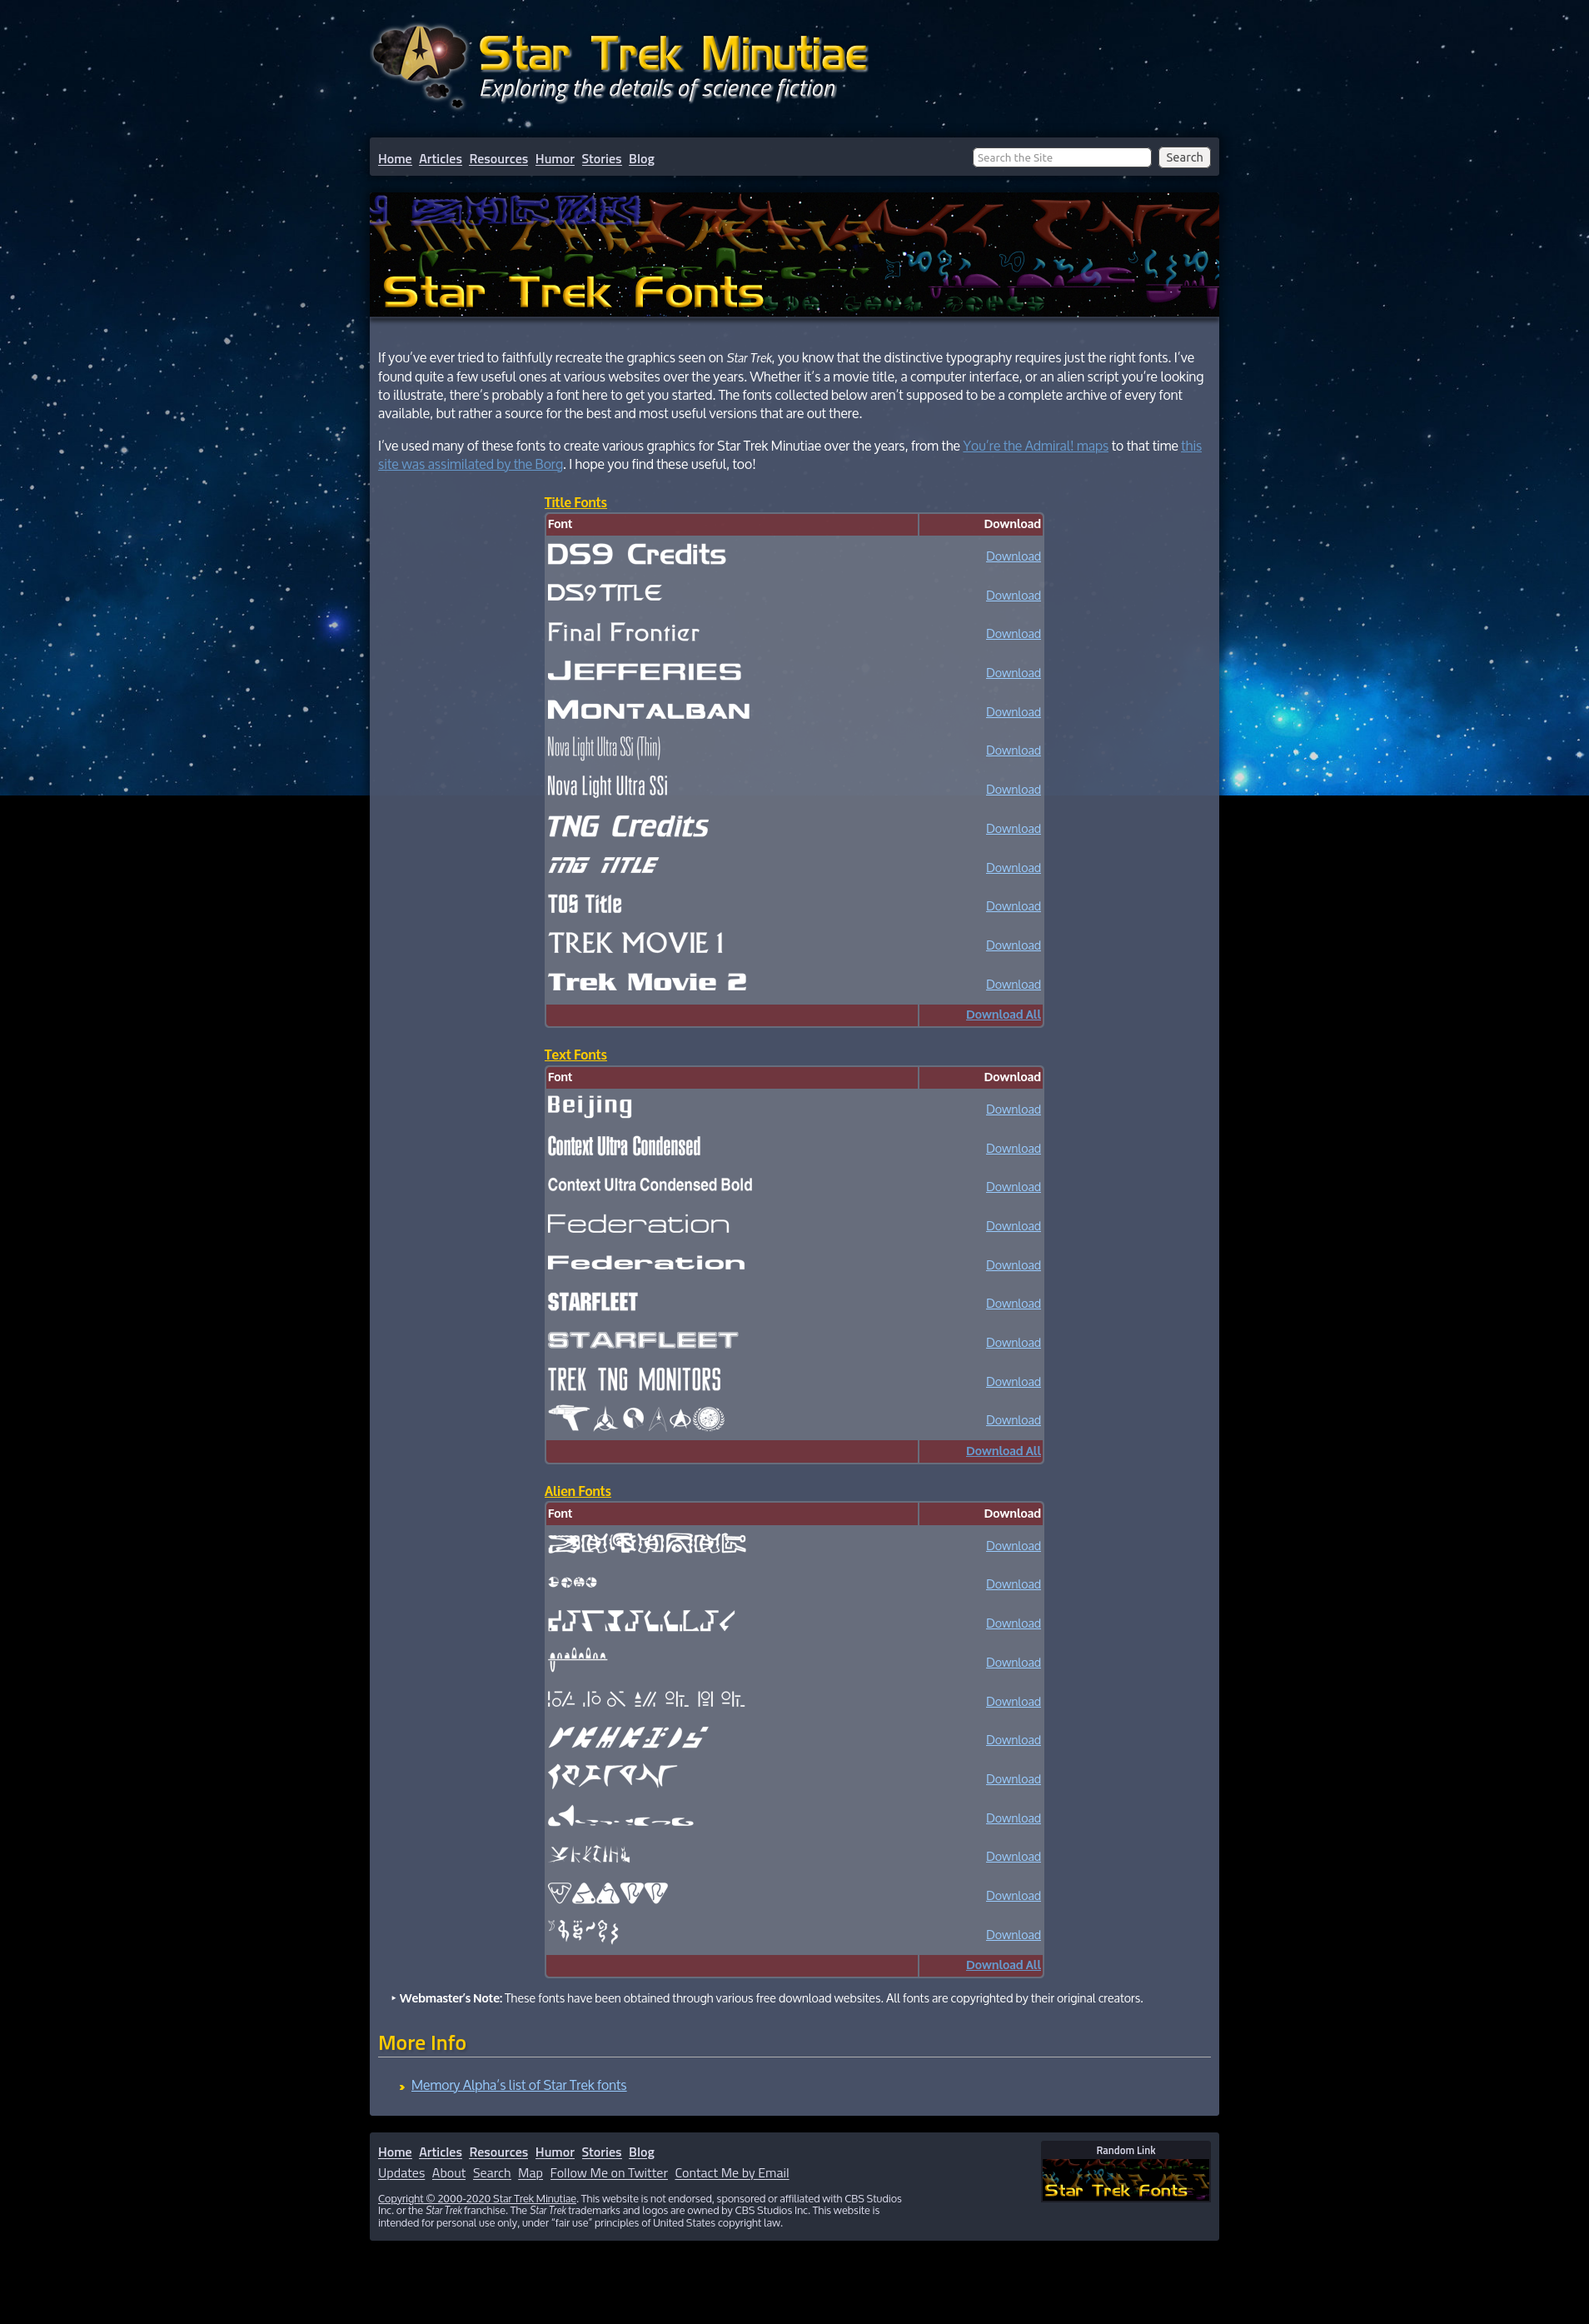 Star Trek Minutiae
Exploring the details of science fiction
Home Articles Resources Humor Stories Blog
Search the Site Search
Star Trek Fonts
If you’ve ever tried to faithfully recreate the graphics seen on Star Trek, you know that the distinctive typography requires just the right fonts. I’ve
found quite a few useful ones at various websites over the years. Whether it’s a movie title, a computer interface, or an alien script you’re looking
to illustrate, there’s probably a font here to get you started. The fonts collected below aren’t supposed to be a complete archive of every font
available, but rather a source for the best and most useful versions that are out there.
I’ve used many of these fonts to create various graphics for Star Trek Minutiae over the years, from the You’re the Admiral! maps to that time this
site was assimilated by the Borg. I hope you find these useful, too!
Title Fonts
Font Download
DS9 Credits Download
DS9 TITLE Download
Final Frontier Download
JEFFERIES Download
MONTALBAN Download
Nova Light Ultra SSi (Thin) Download
Nova Light Ultra SSi Download
TNG Credits Download
TNG TITLE Download
TOS Title Download
TREK MOVIE 1 Download
Trek Movie 2 Download
Download All
Text Fonts
Font Download
Beijing Download
Context Ultra Condensed Download
Context Ultra Condensed Bold Download
Federation Download
Federation Download
STARFLEET Download
STARFLEET Download
TREK TNG MONITORS Download
Download
Download All
Alien Fonts
Font Download
Download
Download
Download
Download
Download
Download
Download
Download
Download
Download
Download
Download All
‣ Webmaster’s Note: These fonts have been obtained through various free download websites. All fonts are copyrighted by their original creators.
More Info
Memory Alpha’s list of Star Trek fonts
Home Articles Resources Humor Stories Blog
Updates About Search Map Follow Me on Twitter Contact Me by Email
Copyright © 2000-2020 Star Trek Minutiae. This website is not endorsed, sponsored or affiliated with CBS Studios
Inc. or the Star Trek franchise. The Star Trek trademarks and logos are owned by CBS Studios Inc. This website is
intended for personal use only, under “fair use” principles of United States copyright law.
Random Link
Star Trek Fonts